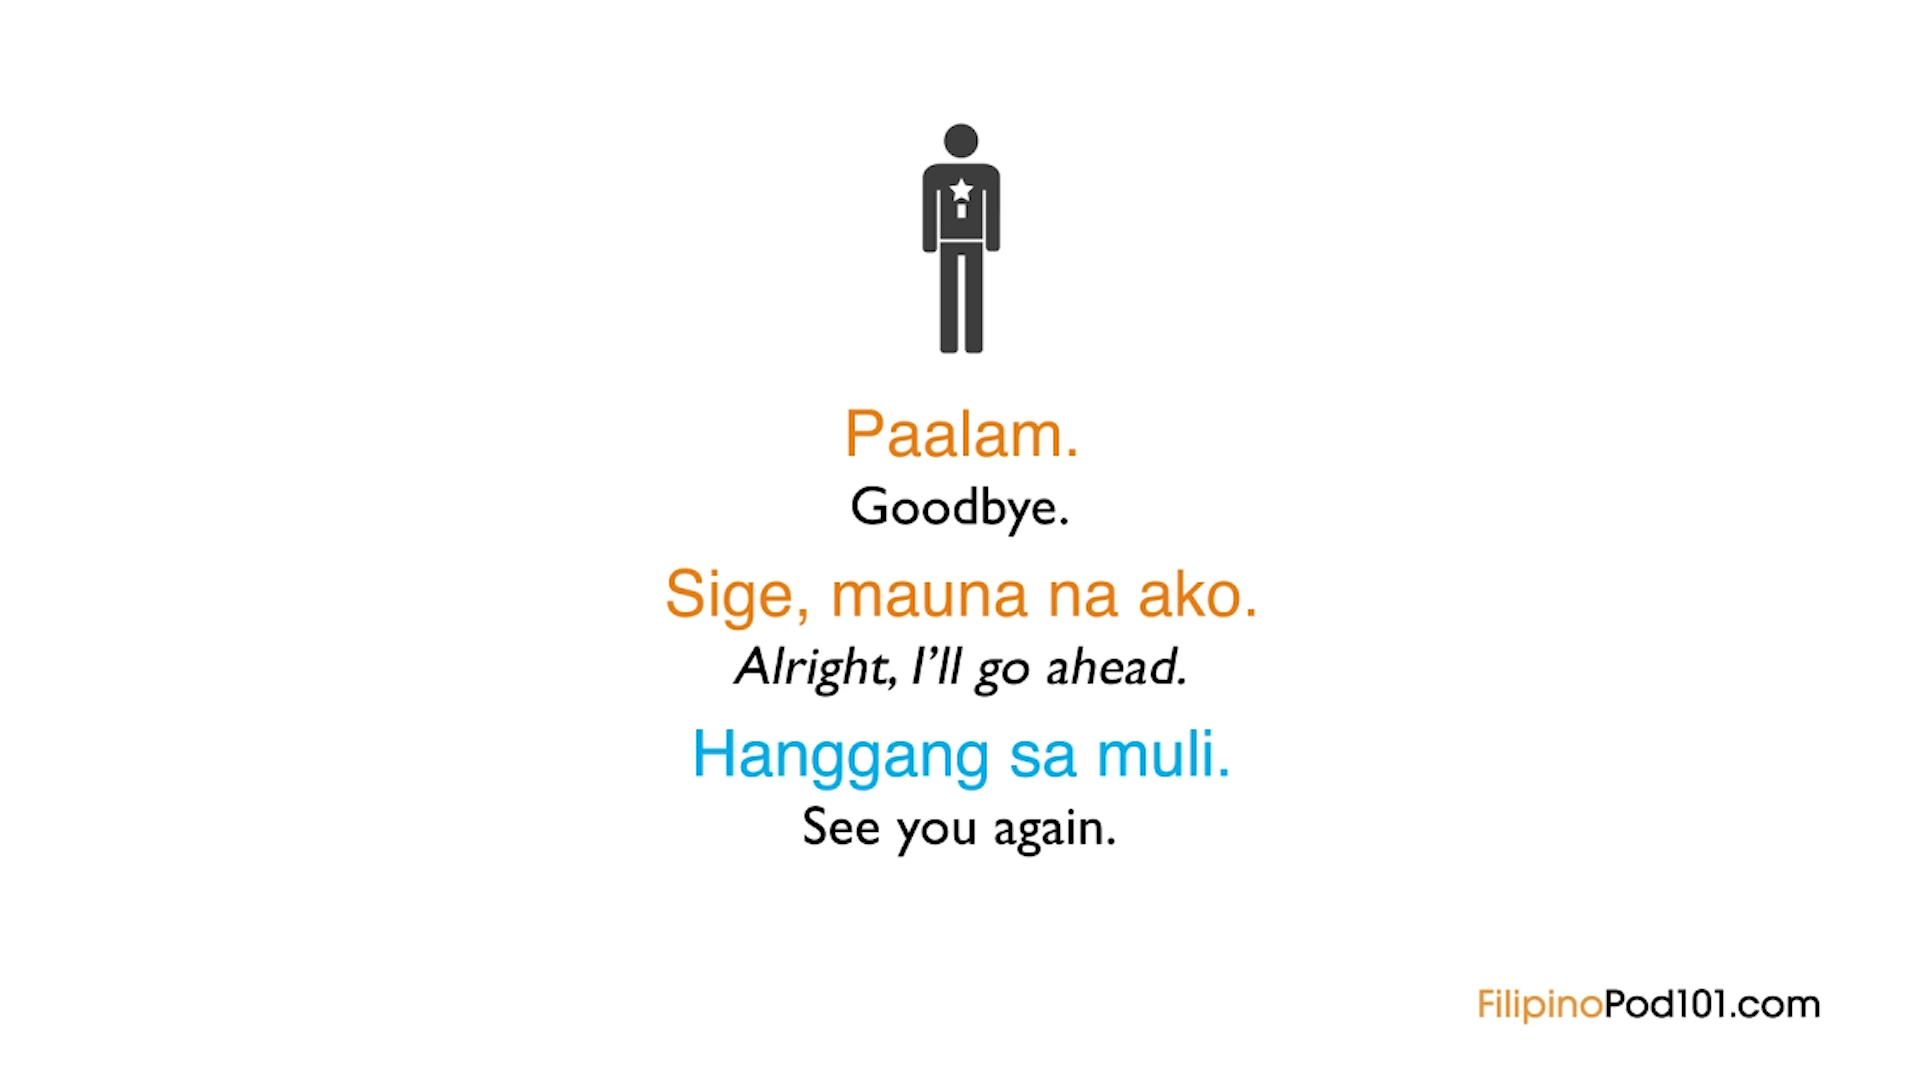 Paalam.
Goodbye.
Sige, mauna na ako.
Alright, I'll go ahead.
Hanggang sa muli.
See you again.
FilipinoPod101.com